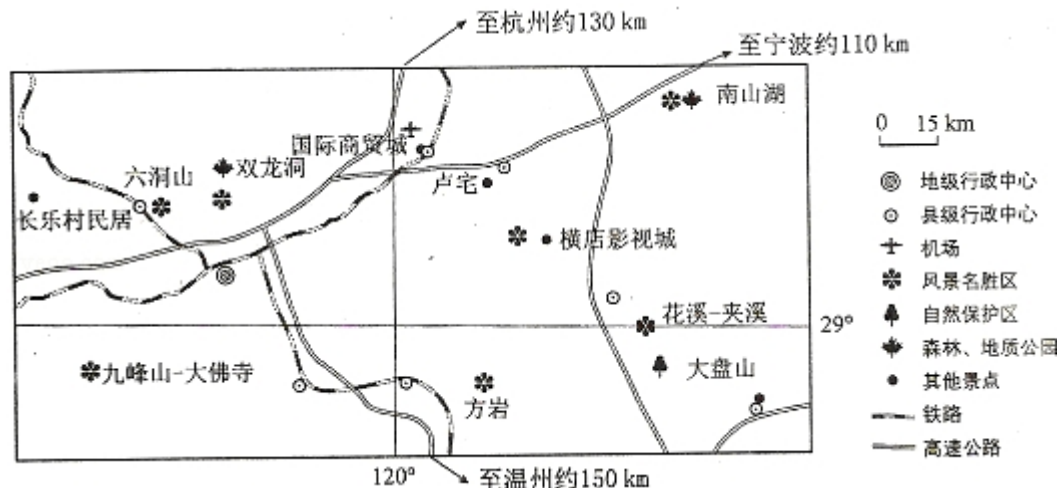 至杭州约130 km
至宁波约110 km
南山湖
国际商贸城
双龙洞
六洞山
卢宅
长乐村民居
横店影视城
花溪-夹溪
29°
九峰山-大佛寺
大盘山
方岩
120°
至温州约150 km
0 15 km
地级行政中心
县级行政中心
机场
风景名胜区
自然保护区
森林、地质公园
其他景点
铁路
高速公路